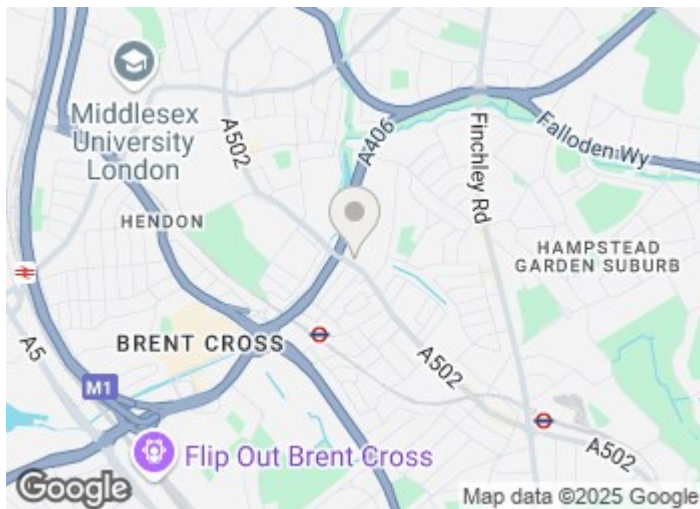 Middlesex
University
London
A502
A406
Finchley Rd
Falloden Wy
HENDON
HAMPSTEAD
GARDEN SUBURB
A5
BRENT CROSS
A502
M1
Flip Out Brent Cross
A502
Google
Map data ©2025 Google